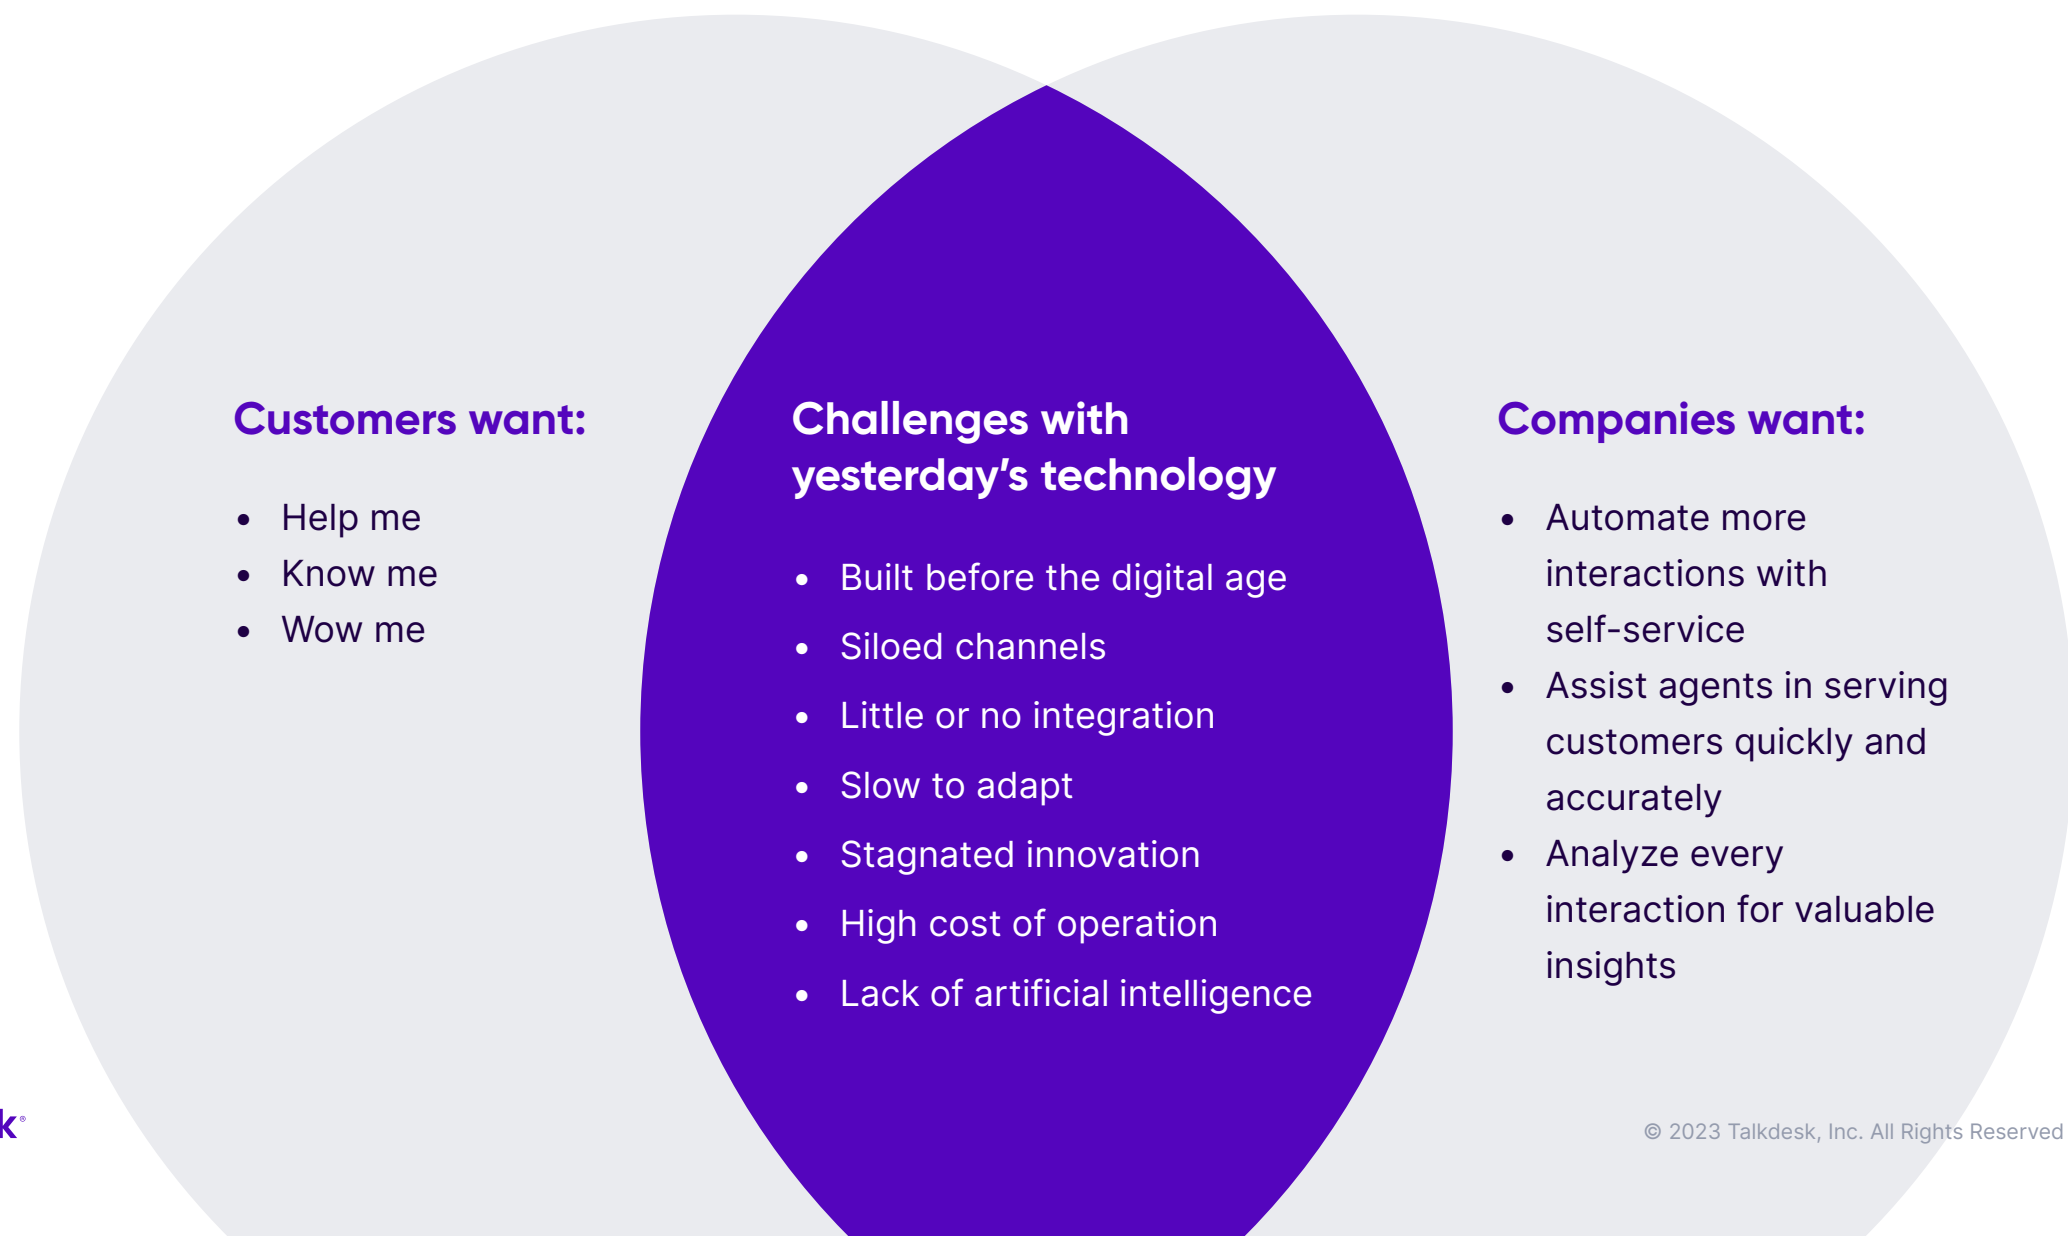 Customers want:
• Help me
• Know me
• Wow me
Challenges with
yesterday’s technology
• Built before the digital age
• Siloed channels
• Little or no integration
• Slow to adapt
• Stagnated innovation
• High cost of operation
• Lack of artificial intelligence
Companies want:
• Automate more
interactions with
self-service
• Assist agents in serving
customers quickly and
accurately
• Analyze every
interaction for valuable
insights
k®
© 2023 Talkdesk, Inc. All Rights Reserved